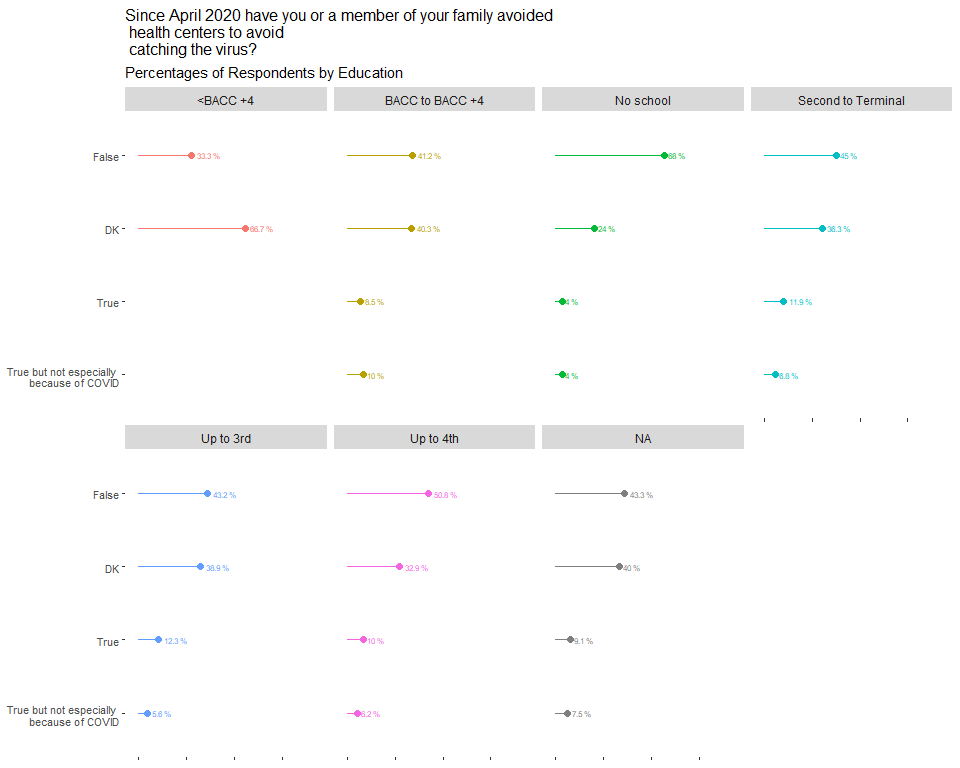 Since April 2020 have you or a member of your family avoided
health centers to avoid
catching the virus?
Percentages of Respondents by Education
<BACC +4
BACC to BACC +4
No school
Second to Terminal
False
33.3 %
41.2 %
68 %
45 %
DK
66.7 %
40.3 %
24 %
36.3 %
True
8.5 %
4 %
11.9 %
True but not especially
because of COVID
10 %
4 %
6.8 %
Up to 3rd
Up to 4th
NA
False
43.2 %
50.8 %
43.3 %
DK
38.9 %
32.9 %
40 %
True
12.3 %
10 %
9.1 %
True but not especially
because of COVID
5.6 %
6.2 %
7.5 %